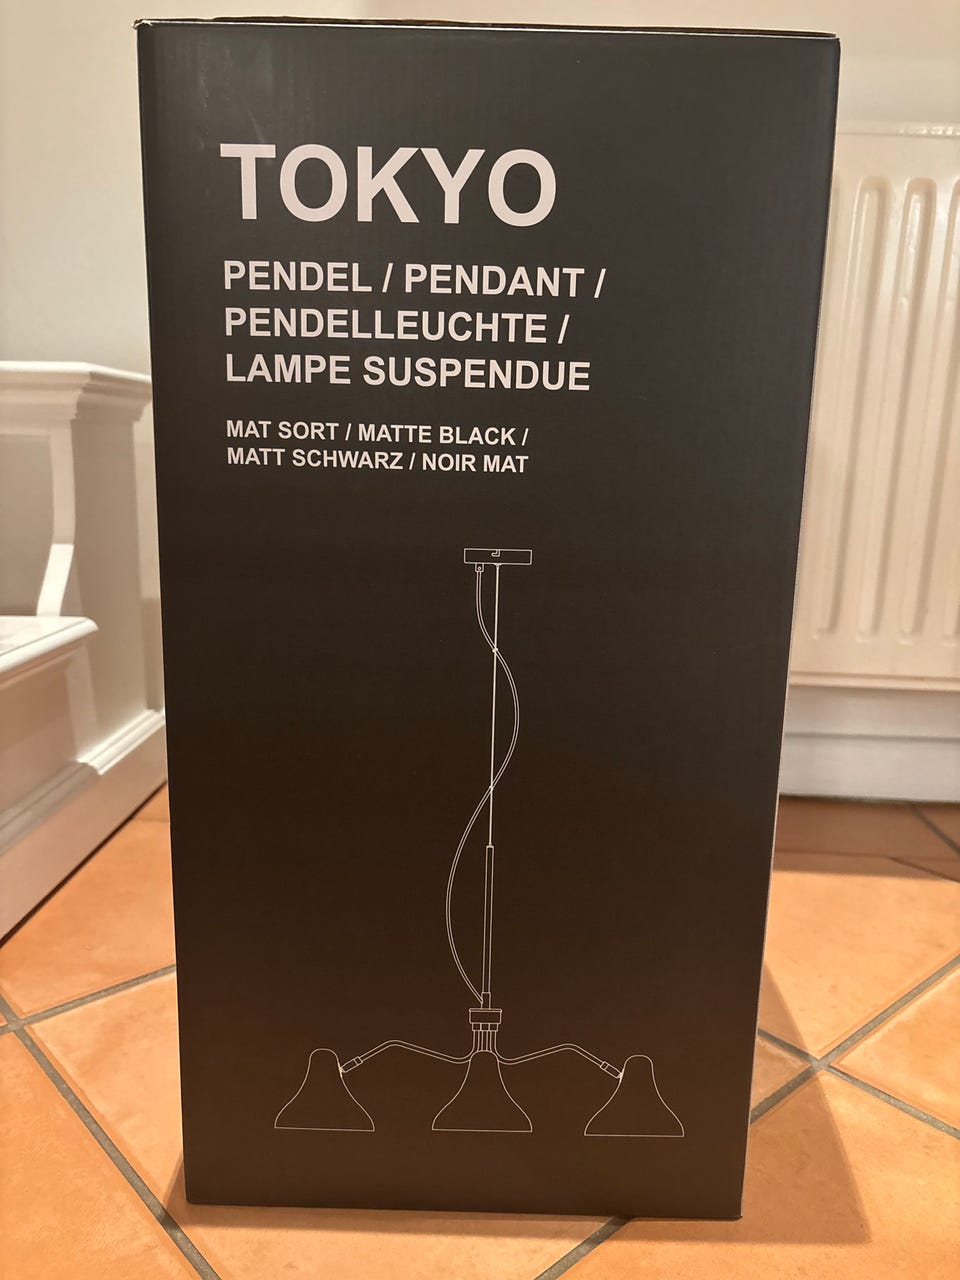 TOKYO
PENDEL / PENDANT /
PENDELLEUCHTE /
LAMPE SUSPENDUE
MAT SORT / MATTE BLACK /
MATT SCHWARZ / NOIR MAT